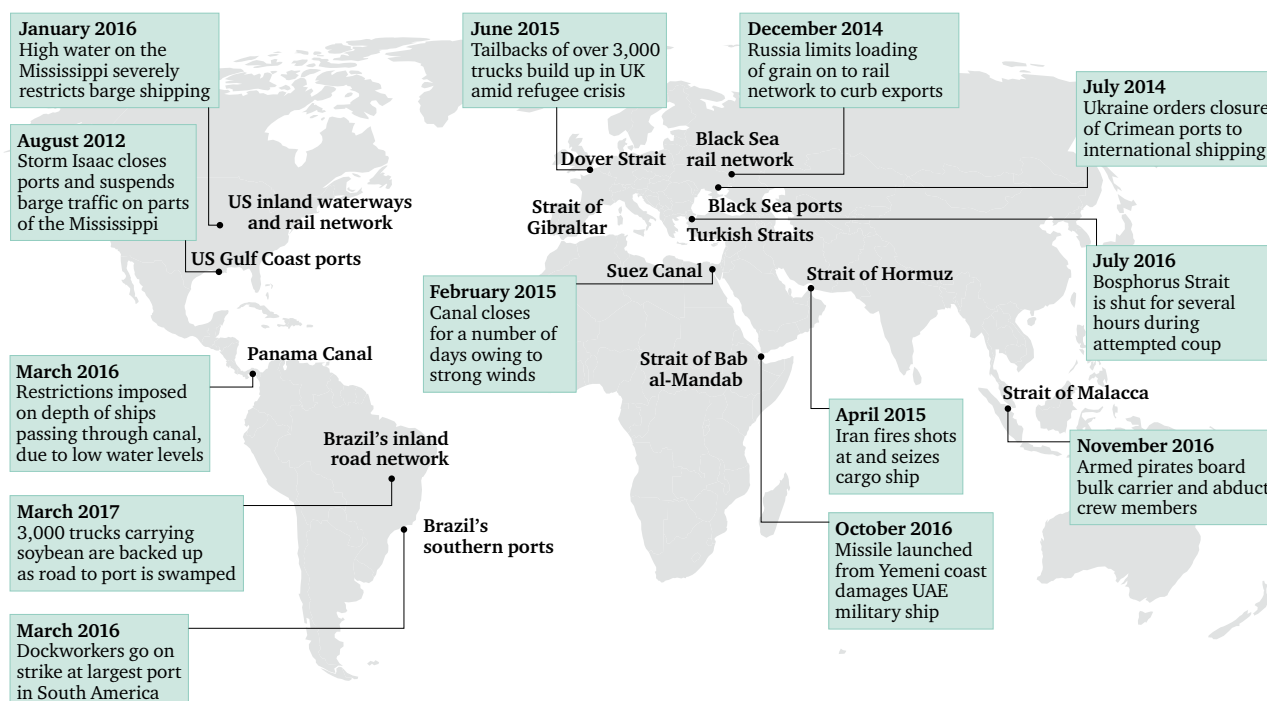 January 2016
High water on the
Mississippi severely
restricts barge shipping
June 2015
Tailbacks of over 3,000
trucks build up in UK
amid refugee crisis
December 2014
Russia limits loading
of grain on to rail
network to curb exports
July 2014
Ukraine orders closure
of Crimean ports to
international shipping
August 2012
Storm Isaac closes
ports and suspends
barge traffic on parts
of the Mississippi
US inland waterways
and rail network
US Gulf Coast ports
Dover Strait
Black Sea
rail network
Strait of
Gibraltar
Black Sea ports
Turkish Straits
Suez Canal
Strait of Hormuz
July 2016
Bosphorus Strait
is shut for several
hours during
attempted coup
February 2015
Canal closes
for a number of
days owing to
strong winds
Panama Canal
Strait of Bab
al-Mandab
Strait of Malacca
March 2016
Restrictions imposed
on depth of ships
passing through canal,
due to low water levels
April 2015
Iran fires shots
at and seizes
cargo ship
November 2016
Armed pirates board
bulk carrier and abduct
crew members
Brazil's inland
road network
March 2017
3,000 trucks carrying
soybean are backed up
as road to port is swamped
Brazil's
southern ports
October 2016
Missile launched
from Yemeni coast
damages UAE
military ship
March 2016
Dockworkers go on
strike at largest port
in South America